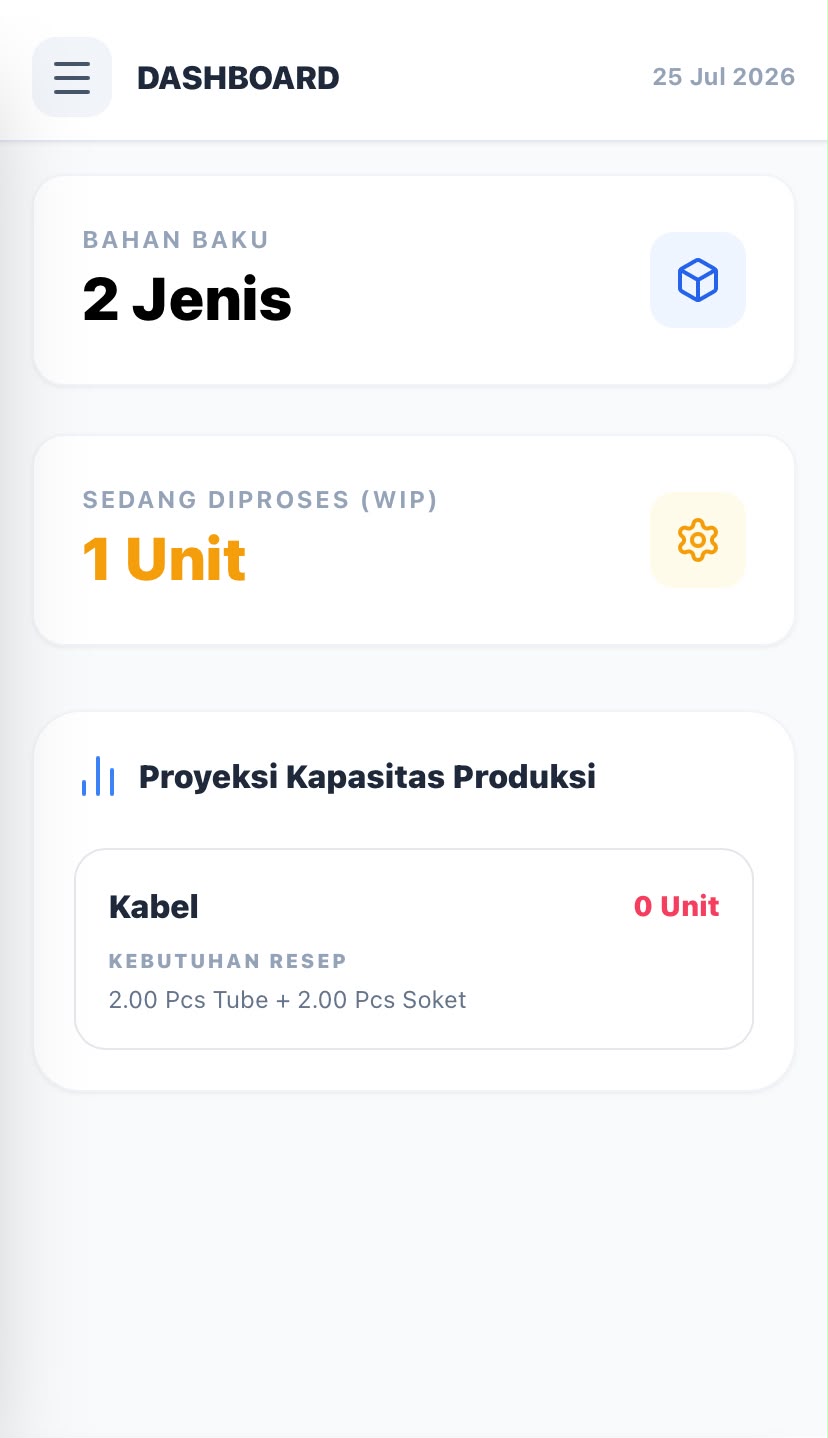 DASHBOARD
25 Jul 2026
BAHAN BAKU
2 Jenis
SEDANG DIPROSES (WIP)
1 Unit
Proyeksi Kapasitas Produksi
Kabel
0 Unit
KEBUTUHAN RESEP
2.00 Pcs Tube + 2.00 Pcs Soket